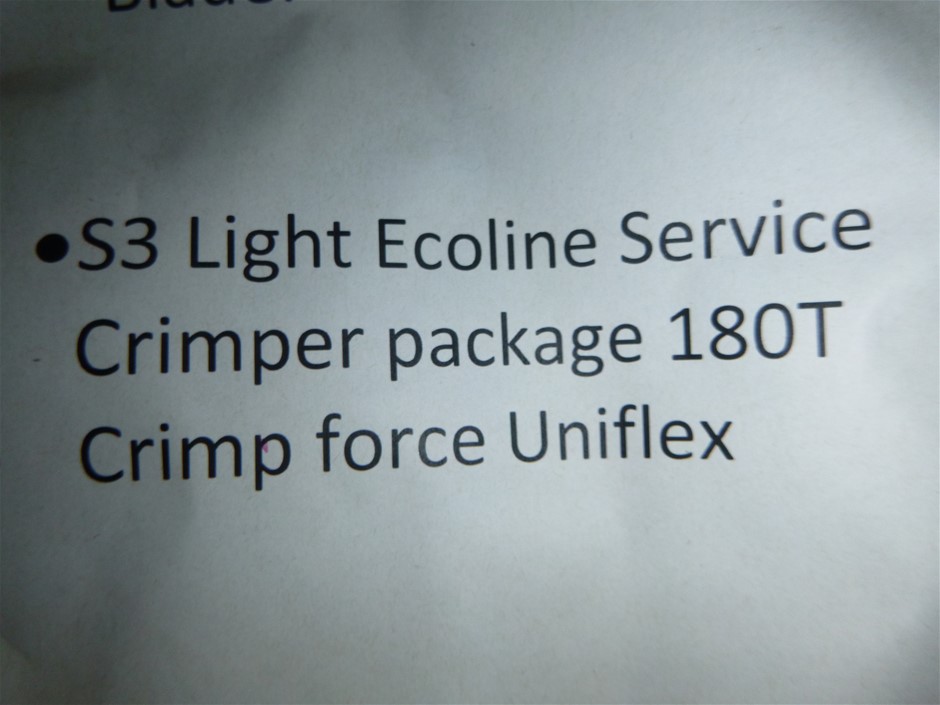 •S3 Light Ecoline Service
Crimper package 180T
Crimp force Uniflex